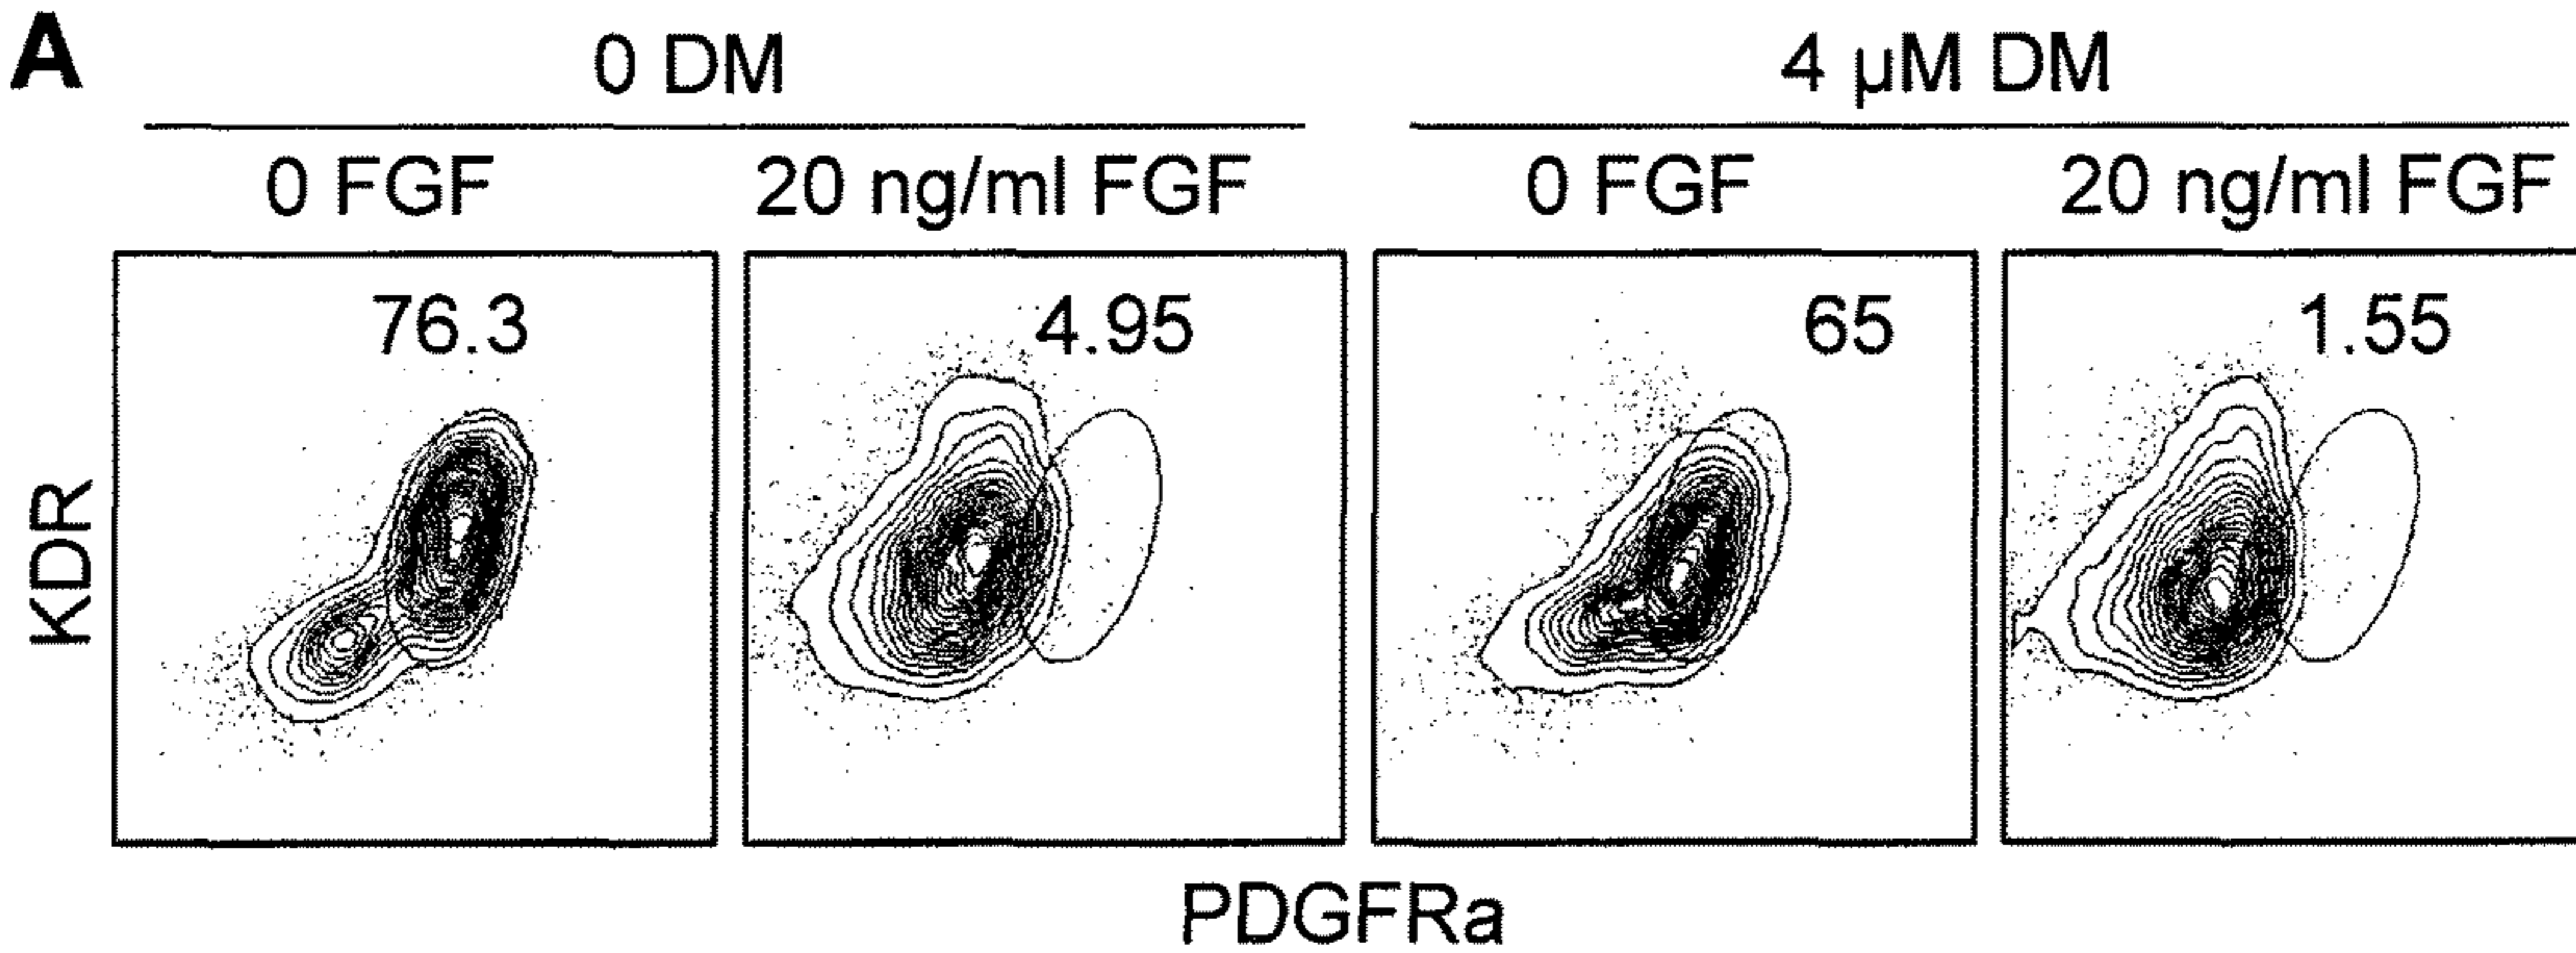 A
0 DM 4 µM DM
0 FGF 20 ng/ml FGF 0 FGF 20 ng/ml FGF
76.3 4.95 65 1.55
KDR
PDGFRa